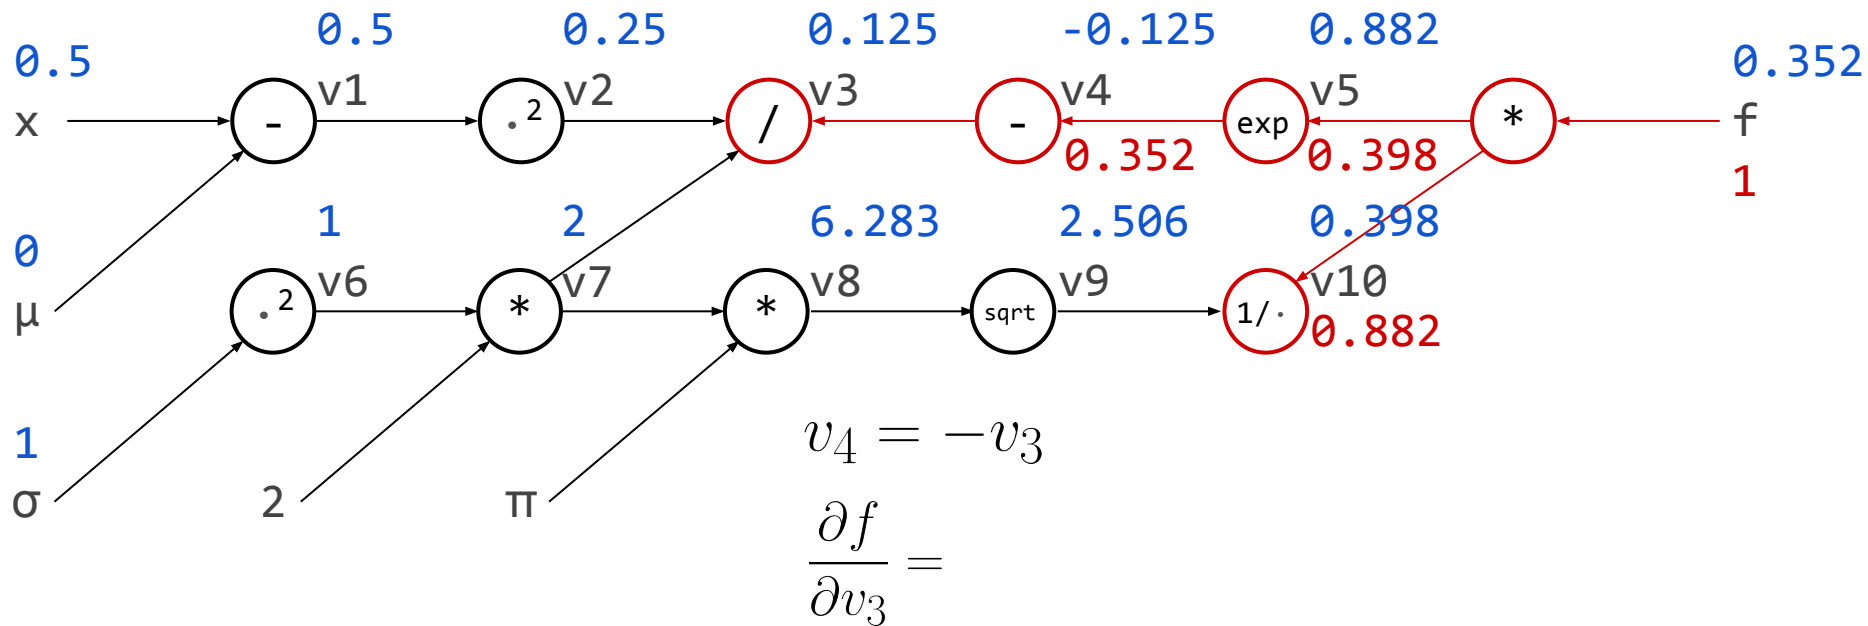 0.5 0.25 0.125 -0.125 0.882
0.5 0.352
v1 v2 v3 v4 v5
x - .² / - exp * f
0.352 0.398
1
1 2 6.283 2.506 0.398
0
v6 v7 v8 v9 v10
μ .² * * sqrt 1/·
0.882
1
v₄ = −v₃
σ 2 π
∂f
∂v₃ =